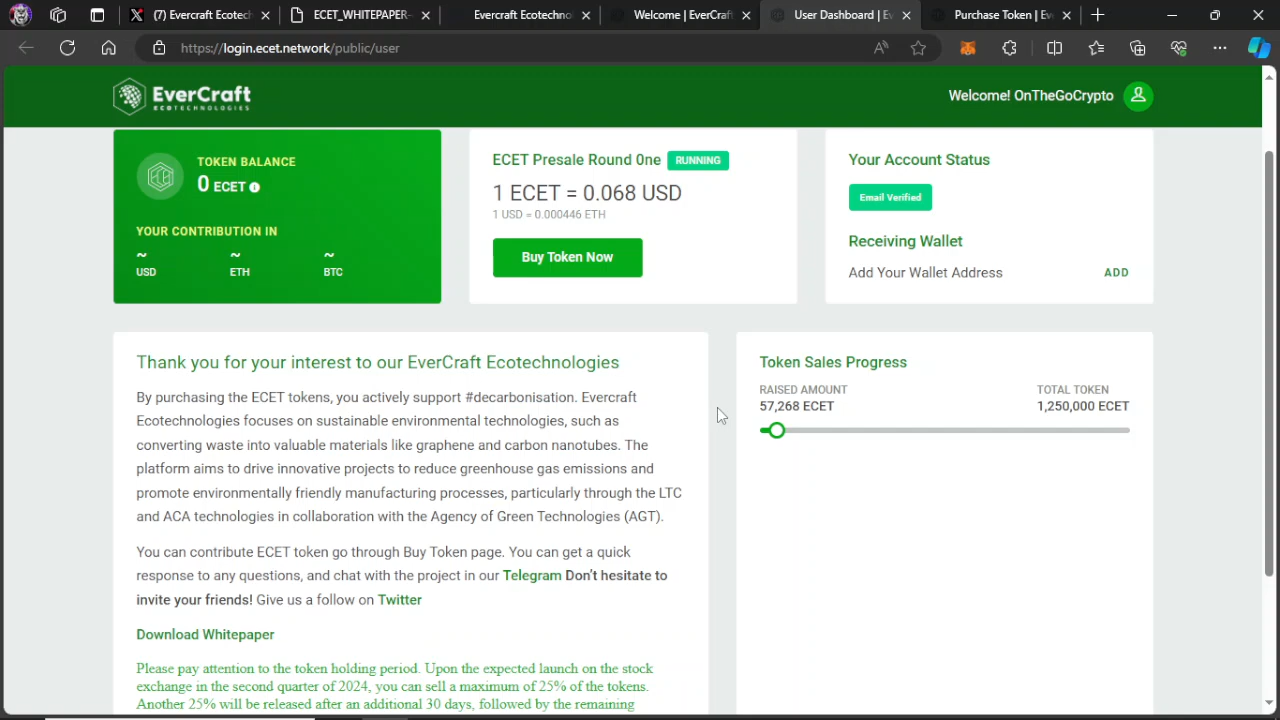 (7) Evercraft Ecotech
ECET_WHITEPAPER-
Evercraft Ecotechno
Welcome | EverCraf
User Dashboard | Ev
Purchase Token | Ev
https://login.ecet.network/public/user
EverCraft
ECOTECHNOLOGIES
Welcome! OnTheGoCrypto
TOKEN BALANCE
0 ECET
YOUR CONTRIBUTION IN
~ ~ ~
USD ETH BTC
ECET Presale Round 0ne RUNNING
1 ECET = 0.068 USD
1 USD = 0.000446 ETH
Buy Token Now
Your Account Status
Email Verified
Receiving Wallet
Add Your Wallet Address ADD
Thank you for your interest to our EverCraft Ecotechnologies
By purchasing the ECET tokens, you actively support #decarbonisation. Evercraft
Ecotechnologies focuses on sustainable environmental technologies, such as
converting waste into valuable materials like graphene and carbon nanotubes. The
platform aims to drive innovative projects to reduce greenhouse gas emissions and
promote environmentally friendly manufacturing processes, particularly through the LTC
and ACA technologies in collaboration with the Agency of Green Technologies (AGT).
You can contribute ECET token go through Buy Token page. You can get a quick
response to any questions, and chat with the project in our Telegram Don't hesitate to
invite your friends! Give us a follow on Twitter
Download Whitepaper
Please pay attention to the token holding period. Upon the expected launch on the stock
exchange in the second quarter of 2024, you can sell a maximum of 25% of the tokens.
Another 25% will be released after an additional 30 days, followed by the remaining
Token Sales Progress
RAISED AMOUNT TOTAL TOKEN
57,268 ECET 1,250,000 ECET